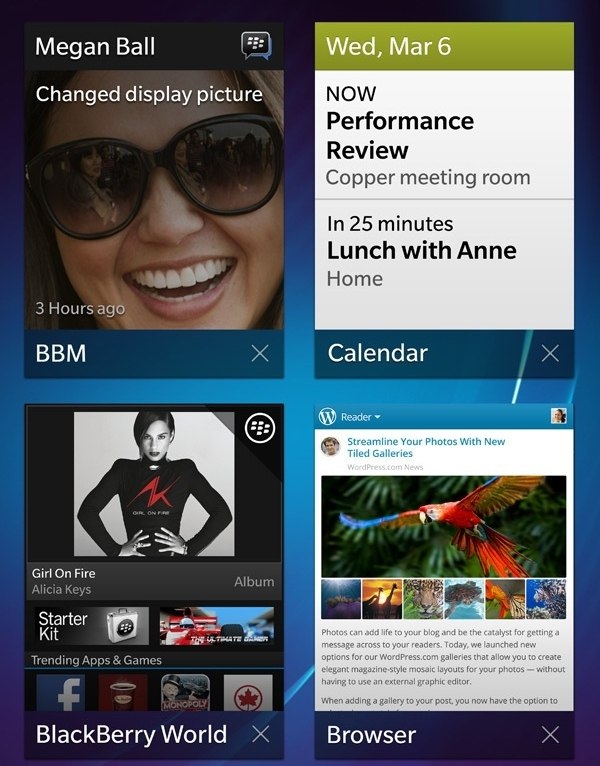 Megan Ball
Changed display picture
3 Hours ago
BBM
Wed, Mar 6
NOW
Performance
Review
Copper meeting room
In 25 minutes
Lunch with Anne
Home
Calendar
GIRL ON FIRE
Girl On Fire
Alicia Keys
Album
Starter
Kit
THE ULTIMATE GAMER
Trending Apps & Games
MONOPOLY
BlackBerry World
Reader
Streamline Your Photos With New
Tiled Galleries
WordPress.com News
Photos can add life to your blog and be the catalyst for getting a
message across to your readers. Today, we launched new
options for our WordPress.com galleries that allow you to create
elegant magazine-style mosaic layouts for your photos — without
having to use an external graphic editor.
When adding a gallery to your post, you now have the option to
Browser